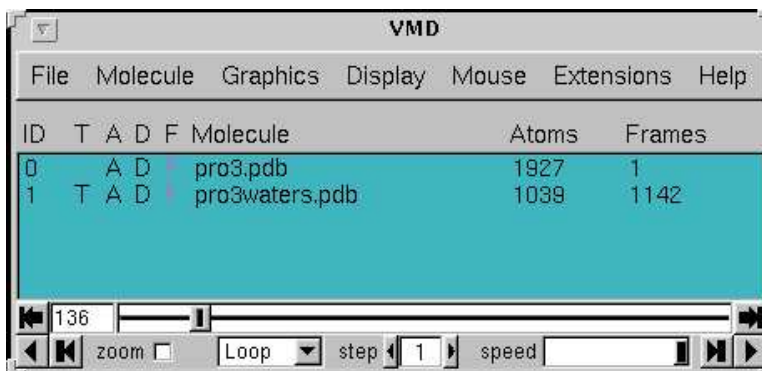 VMD
File Molecule Graphics Display Mouse Extensions Help
ID T A D F Molecule Atoms Frames
0 A D F pro3.pdb 1927 1
1 T A D F pro3waters.pdb 1039 1142
136
zoom Loop step 1 speed